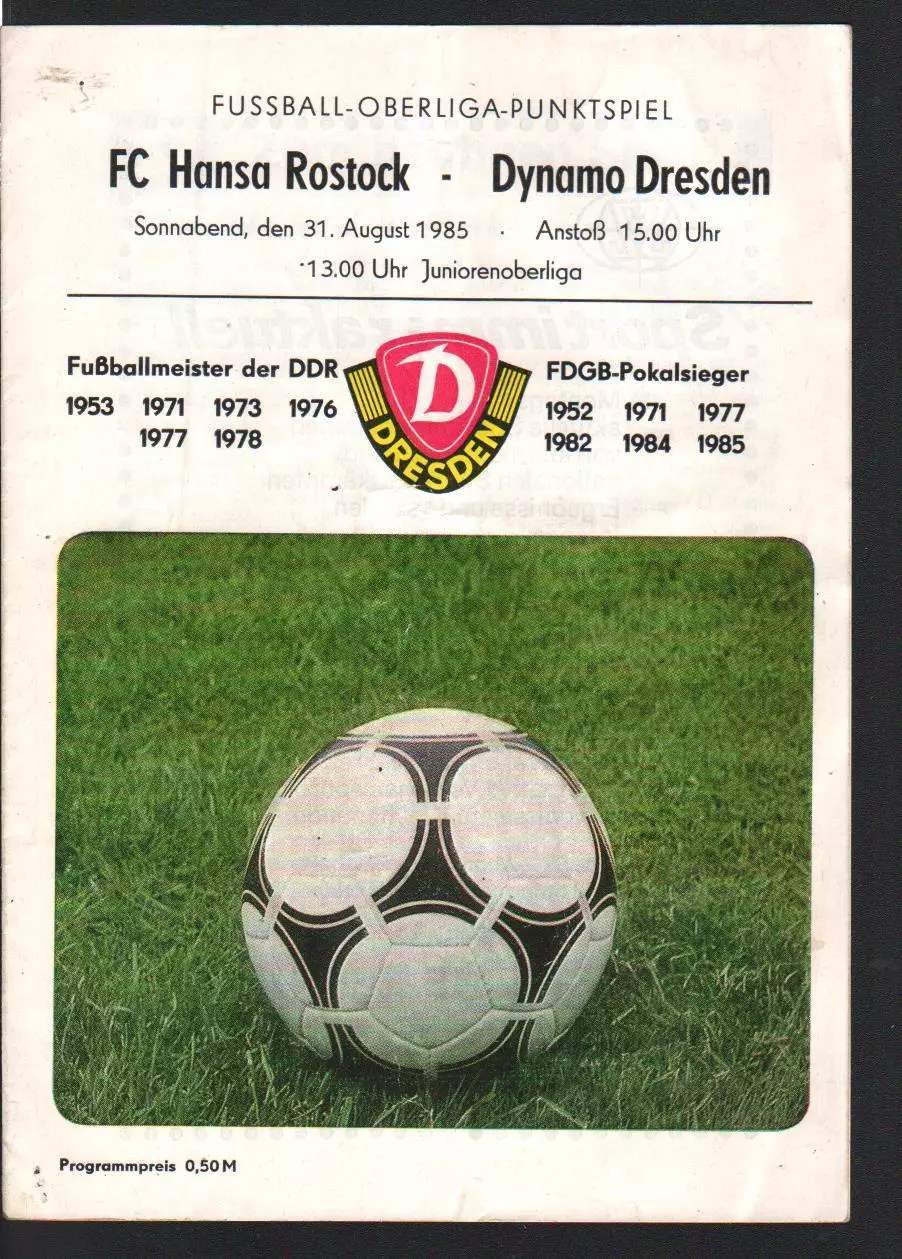 FUSSBALL-OBERLIGA-PUNKTSPIEL
FC Hansa Rostock - Dynamo Dresden
Sonnabend, den 31. August 1985 · Anstoß 15.00 Uhr
13.00 Uhr Juniorenoberliga
Fußballmeister der DDR
1953 1971 1973 1976
1977 1978
D
DRESDEN
FDGB-Pokalsieger
1952 1971 1977
1982 1984 1985
Programmpreis 0,50 M